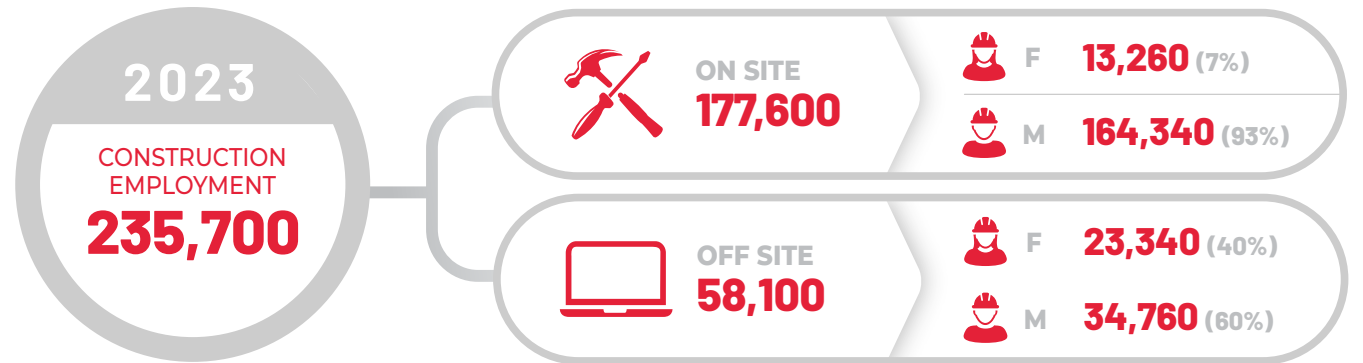 2023
CONSTRUCTION
EMPLOYMENT
235,700
ON SITE
177,600
F 13,260 (7%)
M 164,340 (93%)
OFF SITE
58,100
F 23,340 (40%)
M 34,760 (60%)